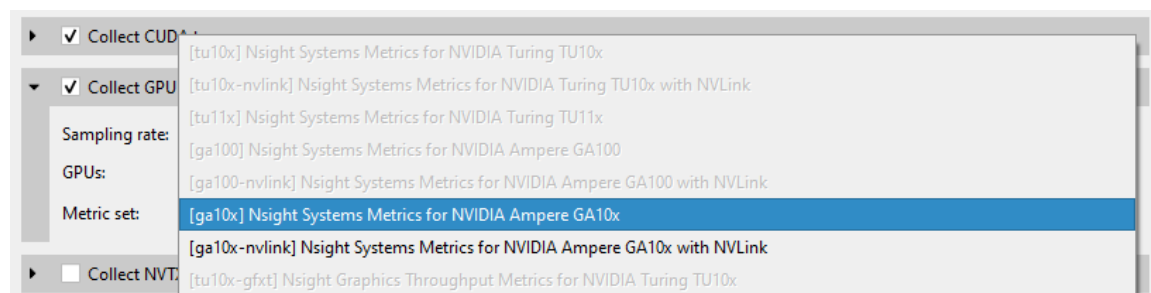 Collect CUDA
[tu10x] Nsight Systems Metrics for NVIDIA Turing TU10x
[tu10x-nvlink] Nsight Systems Metrics for NVIDIA Turing TU10x with NVLink
Collect GPU
[tu11x] Nsight Systems Metrics for NVIDIA Turing TU11x
Sampling rate:
[ga100] Nsight Systems Metrics for NVIDIA Ampere GA100
GPUs:
[ga100-nvlink] Nsight Systems Metrics for NVIDIA Ampere GA100 with NVLink
Metric set:
[ga10x] Nsight Systems Metrics for NVIDIA Ampere GA10x
[ga10x-nvlink] Nsight Systems Metrics for NVIDIA Ampere GA10x with NVLink
Collect NVTX
[tu10x-gfxt] Nsight Graphics Throughput Metrics for NVIDIA Turing TU10x